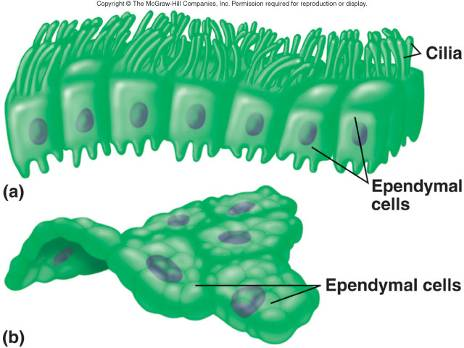 Copyright © The McGraw-Hill Companies, Inc. Permission required for reproduction or display.
Cilia
(a)
Ependymal
cells
Ependymal cells
(b)